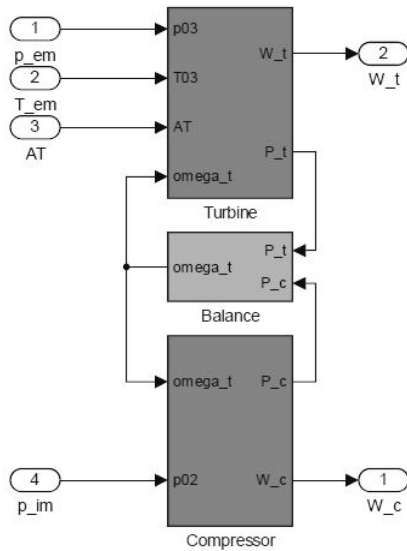 1
p03
p_em
W_t
2
2
W_t
T03
T_em
3
AT
AT
P_t
omega_t
Turbine
P_t
omega_t
P_c
Balance
omega_t
P_c
4
p02
W_c
1
p_im
W_c
Compressor